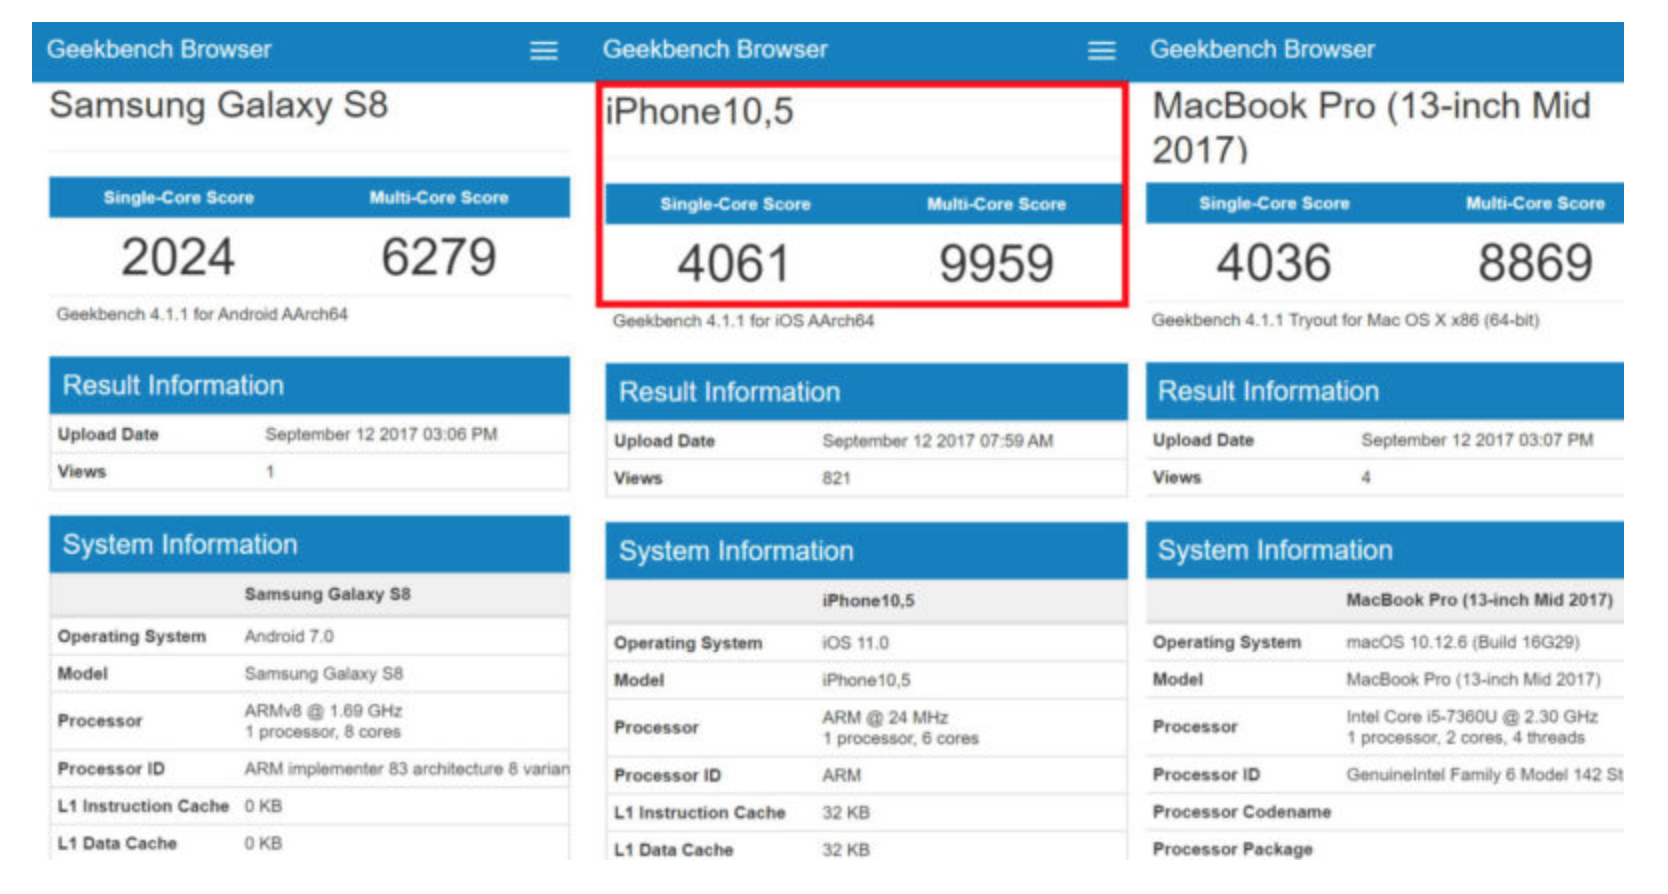 Geekbench Browser
Samsung Galaxy S8
Single-Core Score Multi-Core Score
2024 6279
Geekbench 4.1.1 for Android AArch64
Result Information
Upload Date September 12 2017 03:06 PM
Views 1
System Information
Samsung Galaxy S8
Operating System Android 7.0
Model Samsung Galaxy S8
Processor ARMv8 @ 1.69 GHz
1 processor, 8 cores
Processor ID ARM implementer 83 architecture 8 varian
L1 Instruction Cache 0 KB
L1 Data Cache 0 KB
Geekbench Browser
iPhone10,5
Single-Core Score Multi-Core Score
4061 9959
Geekbench 4.1.1 for iOS AArch64
Result Information
Upload Date September 12 2017 07:59 AM
Views 821
System Information
iPhone10,5
Operating System iOS 11.0
Model iPhone10,5
Processor ARM @ 24 MHz
1 processor, 6 cores
Processor ID ARM
L1 Instruction Cache 32 KB
L1 Data Cache 32 KB
Geekbench Browser
MacBook Pro (13-inch Mid
2017)
Single-Core Score Multi-Core Score
4036 8869
Geekbench 4.1.1 Tryout for Mac OS X x86 (64-bit)
Result Information
Upload Date September 12 2017 03:07 PM
Views 4
System Information
MacBook Pro (13-inch Mid 2017)
Operating System macOS 10.12.6 (Build 16G29)
Model MacBook Pro (13-inch Mid 2017)
Processor Intel Core i5-7360U @ 2.30 GHz
1 processor, 2 cores, 4 threads
Processor ID GenuineIntel Family 6 Model 142 St
Processor Codename
Processor Package